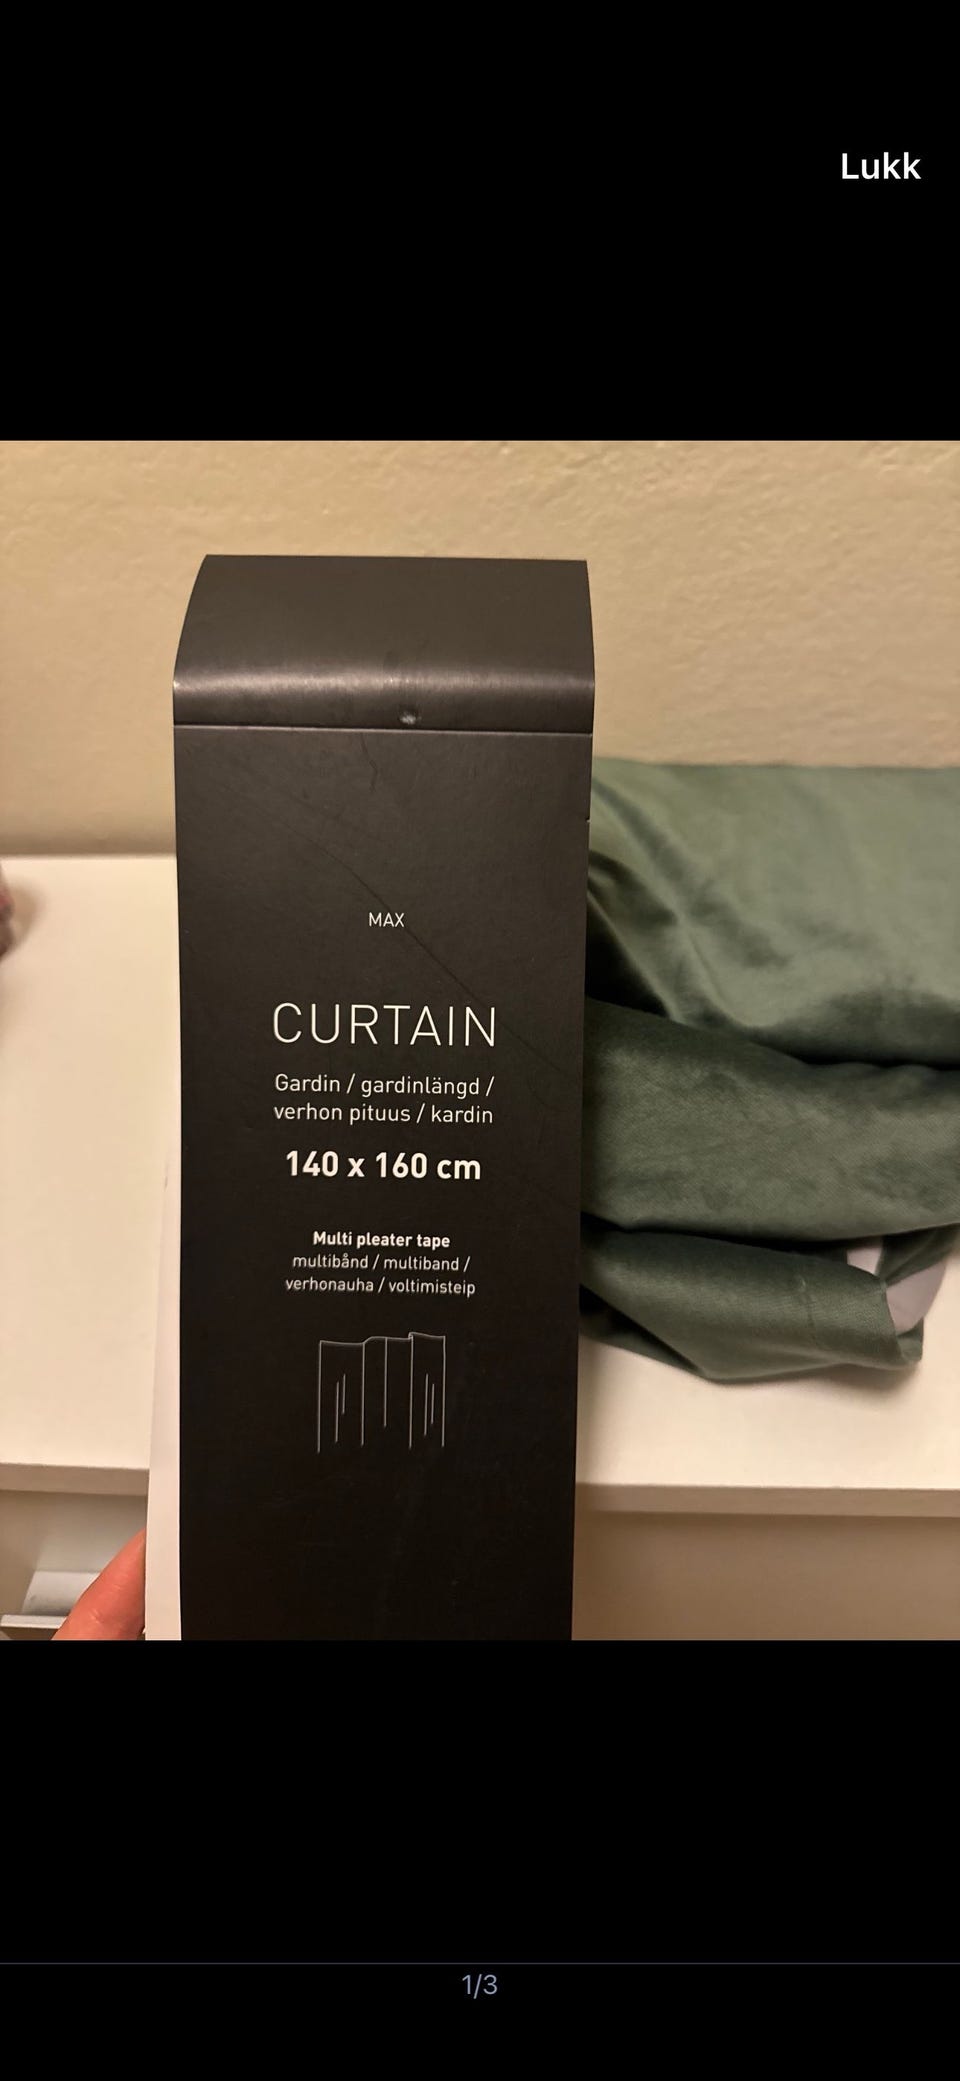 Lukk
MAX
CURTAIN
Gardin / gardinlängd /
verhon pituus / kardin
140 x 160 cm
Multi pleater tape
multibånd / multiband /
verhonauha / voltimisteip
1/3